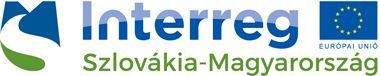 Interreg
EURÓPAI UNIÓ
Szlovákia-Magyarország